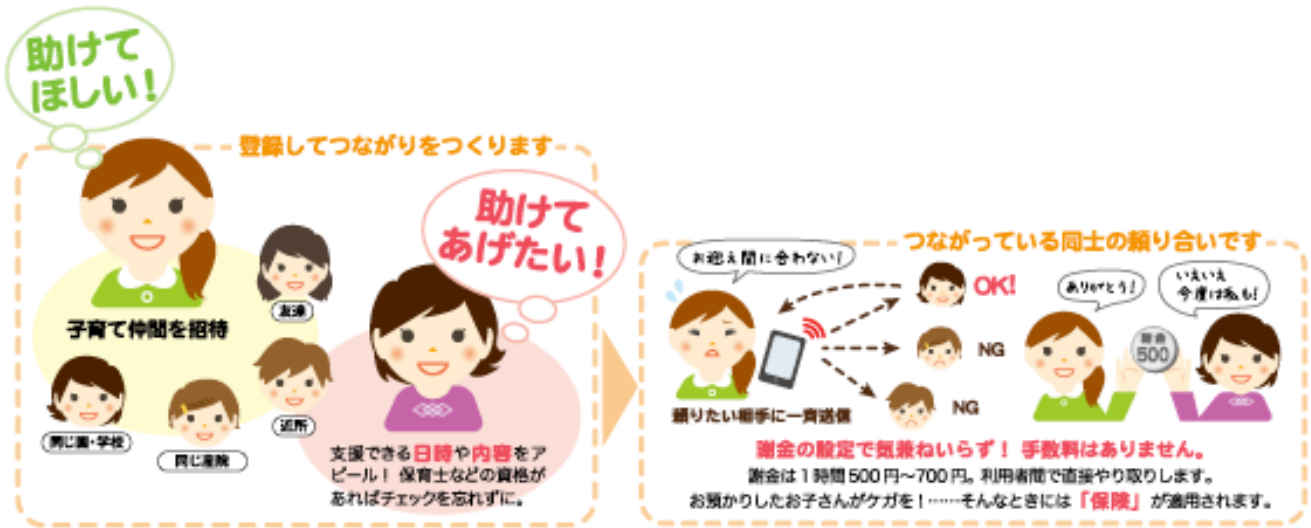 助けて
ほしい！
登録してつながりをつくります
助けて
あげたい！
子育て仲間を招待
友達
同じ園・学校
同じ産院
近所
支援できる日時や内容をア
ピール！ 保育士などの資格が
あればチェックを忘れずに。
つながっている同士の頼り合いです
お迎え間に合わない！
OK!
NG
NG
頼りたい相手に一斉送信
ありがとう！
いえいえ
今度は私も！
謝金
500
謝金の設定で気兼ねいらず！ 手数料はありません。
謝金は1時間500円～700円。利用者間で直接やり取りします。
お預かりしたお子さんがケガを！……そんなときには「保険」が適用されます。